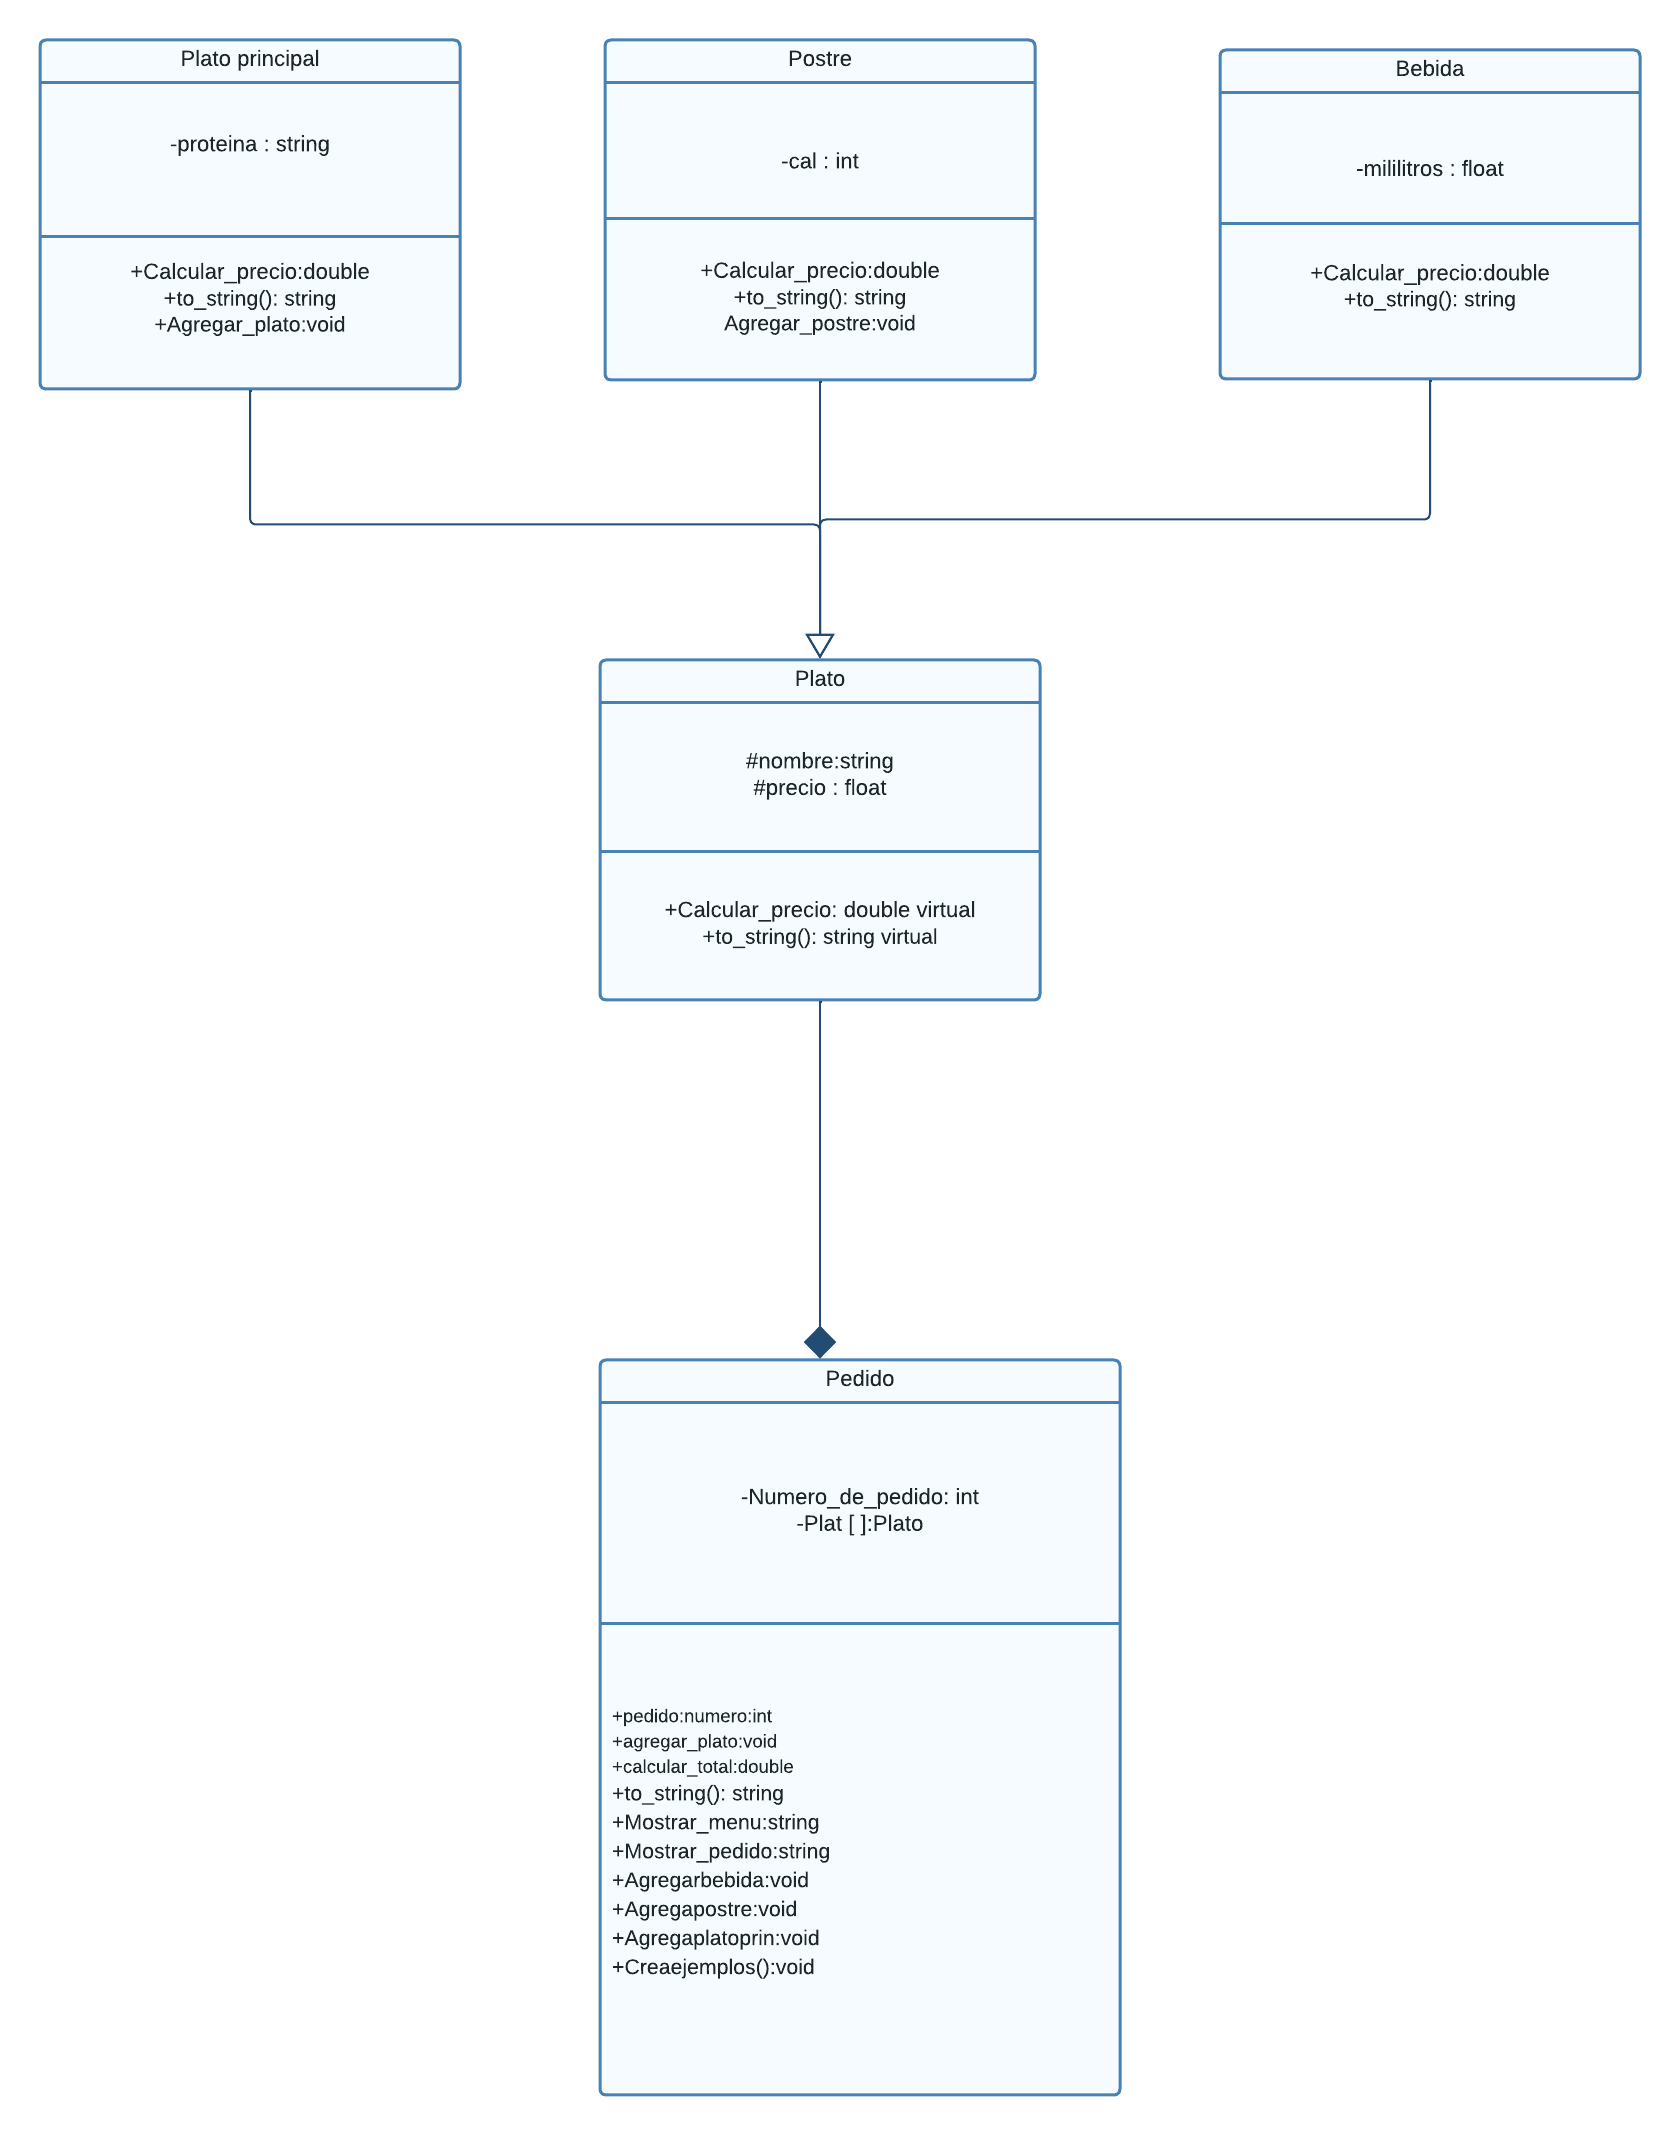 Plato principal
-proteina : string
+Calcular_precio:double
+to_string(): string
+Agregar_plato:void
Postre
-cal : int
+Calcular_precio:double
+to_string(): string
Agregar_postre:void
Bebida
-mililitros : float
+Calcular_precio:double
+to_string(): string
Plato
#nombre:string
#precio : float
+Calcular_precio: double virtual
+to_string(): string virtual
Pedido
-Numero_de_pedido: int
-Plat [ ]:Plato
+pedido:numero:int
+agregar_plato:void
+calcular_total:double
+to_string(): string
+Mostrar_menu:string
+Mostrar_pedido:string
+Agregarbebida:void
+Agregapostre:void
+Agregaplatoprin:void
+Creaejemplos():void